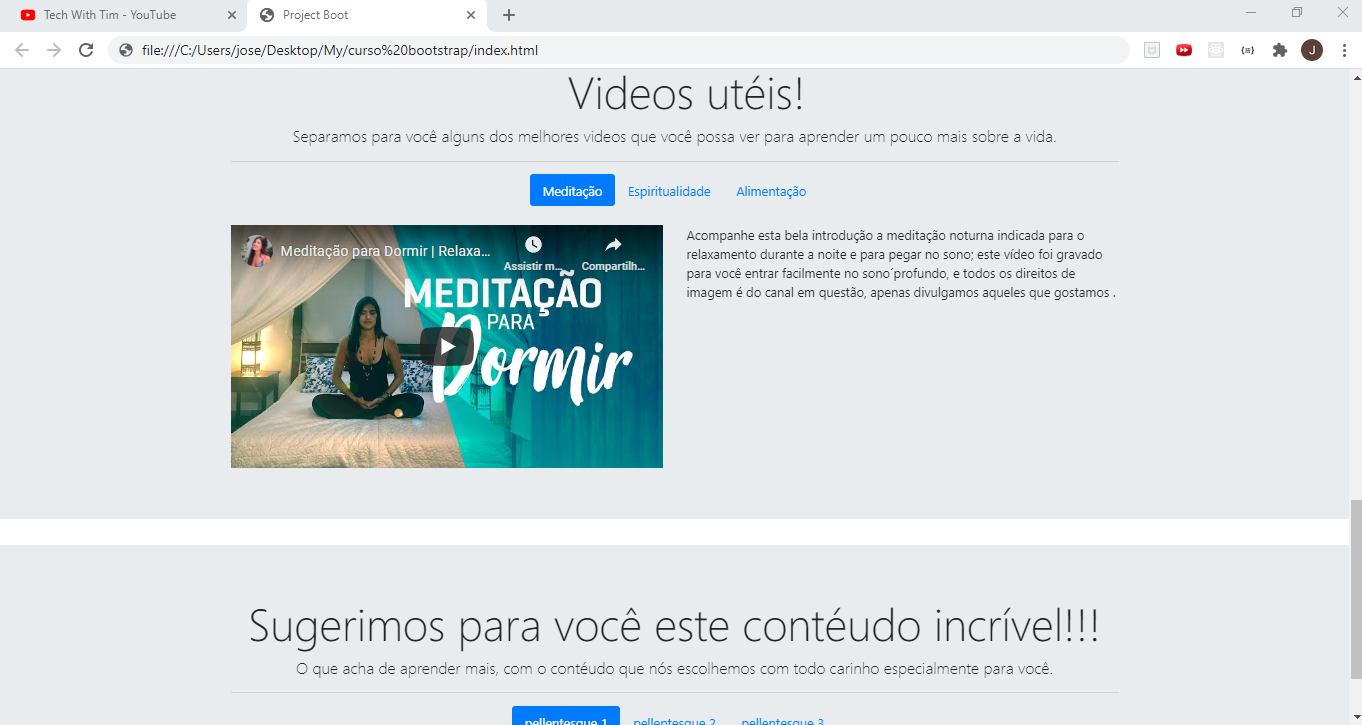 Tech With Tim - YouTube
Project Boot
file:///C:/Users/jose/Desktop/My/curso%20bootstrap/index.html
J
Videos utéis!
Separamos para você alguns dos melhores videos que você possa ver para aprender um pouco mais sobre a vida.
Meditação Espiritualidade Alimentação
Meditação para Dormir | Relaxa...
Assistir m... Compartilh...
MEDITAÇÃO
PARA
Dormir
Acompanhe esta bela introdução a meditação noturna indicada para o
relaxamento durante a noite e para pegar no sono; este vídeo foi gravado
para você entrar facilmente no sono´profundo, e todos os direitos de
imagem é do canal em questão, apenas divulgamos aqueles que gostamos .
Sugerimos para você este contéudo incrível!!!
O que acha de aprender mais, com o contéudo que nós escolhemos com todo carinho especialmente para você.
pellentesque 1 pellentesque 2 pellentesque 3